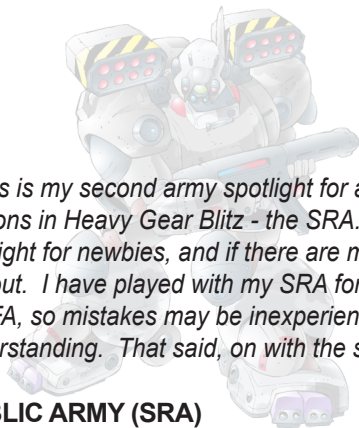 s is my second army spotlight for a
ons in Heavy Gear Blitz - the SRA.
ight for newbies, and if there are m
out. I have played with my SRA for
FA, so mistakes may be inexperien
erstanding. That said, on with the s
BLIC ARMY (SRA)